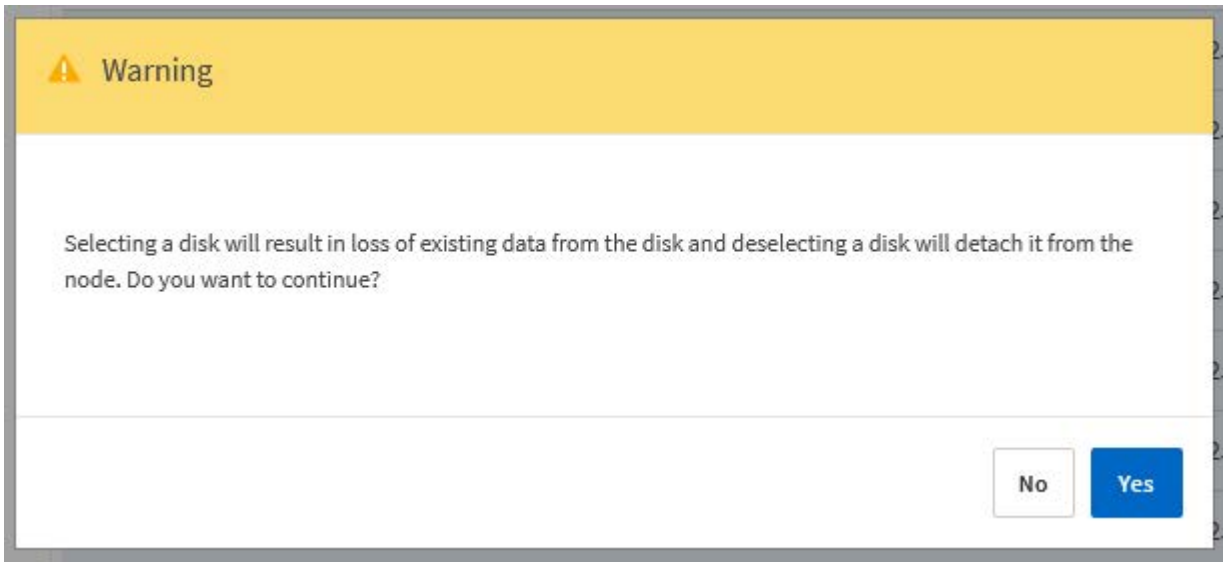 Warning
Selecting a disk will result in loss of existing data from the disk and deselecting a disk will detach it from the
node. Do you want to continue?
No
Yes